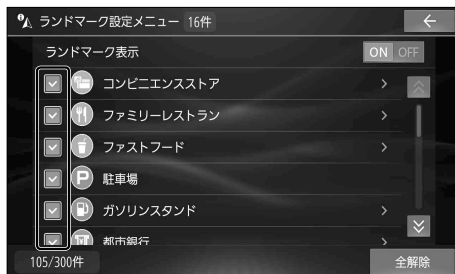 ランドマーク設定メニュー 16件
ランドマーク表示 ON OFF
コンビニエンスストア
ファミリーレストラン
ファストフード
P 駐車場
ガソリンスタンド
都市銀行
105/300件 全解除